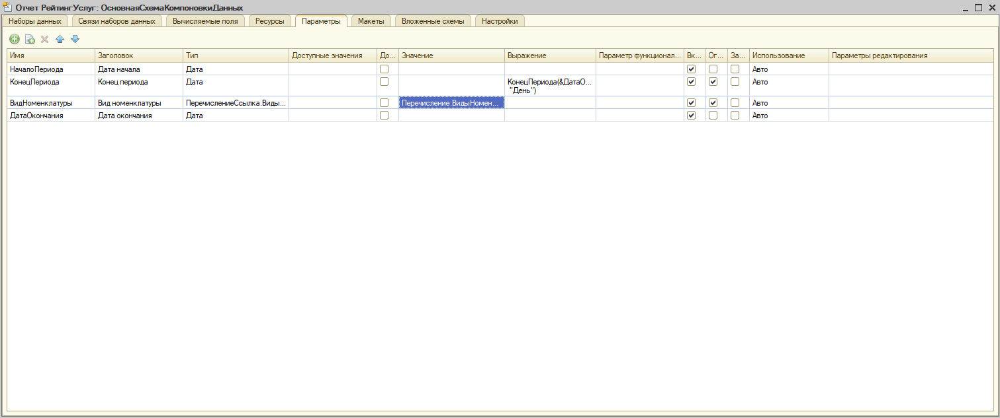 Отчет РейтингУслуг: ОсновнаяСхемаКомпоновкиДанных
Наборы данных Связи наборов данных Вычисляемые поля Ресурсы Параметры Макеты Вложенные схемы Настройки
Имя Заголовок Тип Доступные значения До... Значение Выражение Параметр функционал... Вк... Ог... За... Использование Параметры редактирования
НачалоПериода Дата начала Дата Авто
КонецПериода Конец периода Дата КонецПериода(&ДатаО... Авто
"День")
ВидНоменклатуры Вид номенклатуры ПеречислениеСсылка.Виды... Перечисление.ВидыНомен... Авто
ДатаОкончания Дата окончания Дата Авто